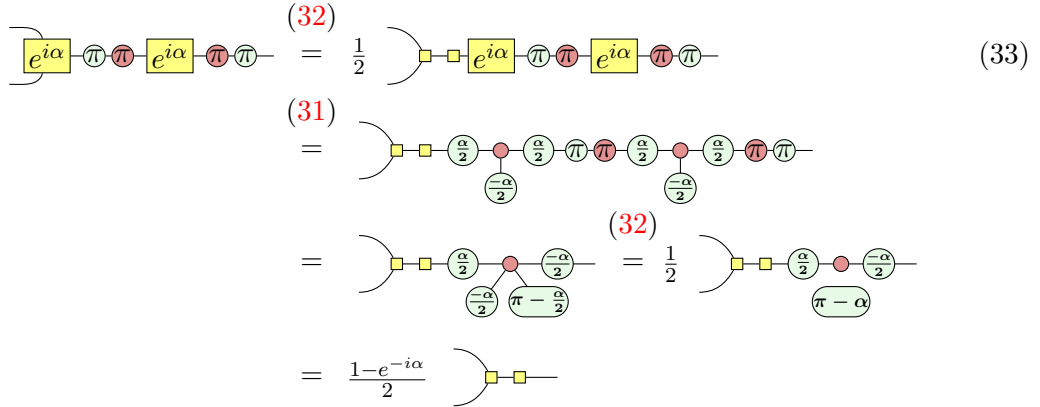 (32)
e^{iα} π π e^{iα} π π = 1/2 e^{iα} π π e^{iα} π π (33)
(31)
= α/2 α/2 π π α/2 α/2 π π
-α/2 -α/2
(32)
= α/2 -α/2 = 1/2 α/2 -α/2
-α/2 π − α/2 π − α
= 1−e^{−iα}/2